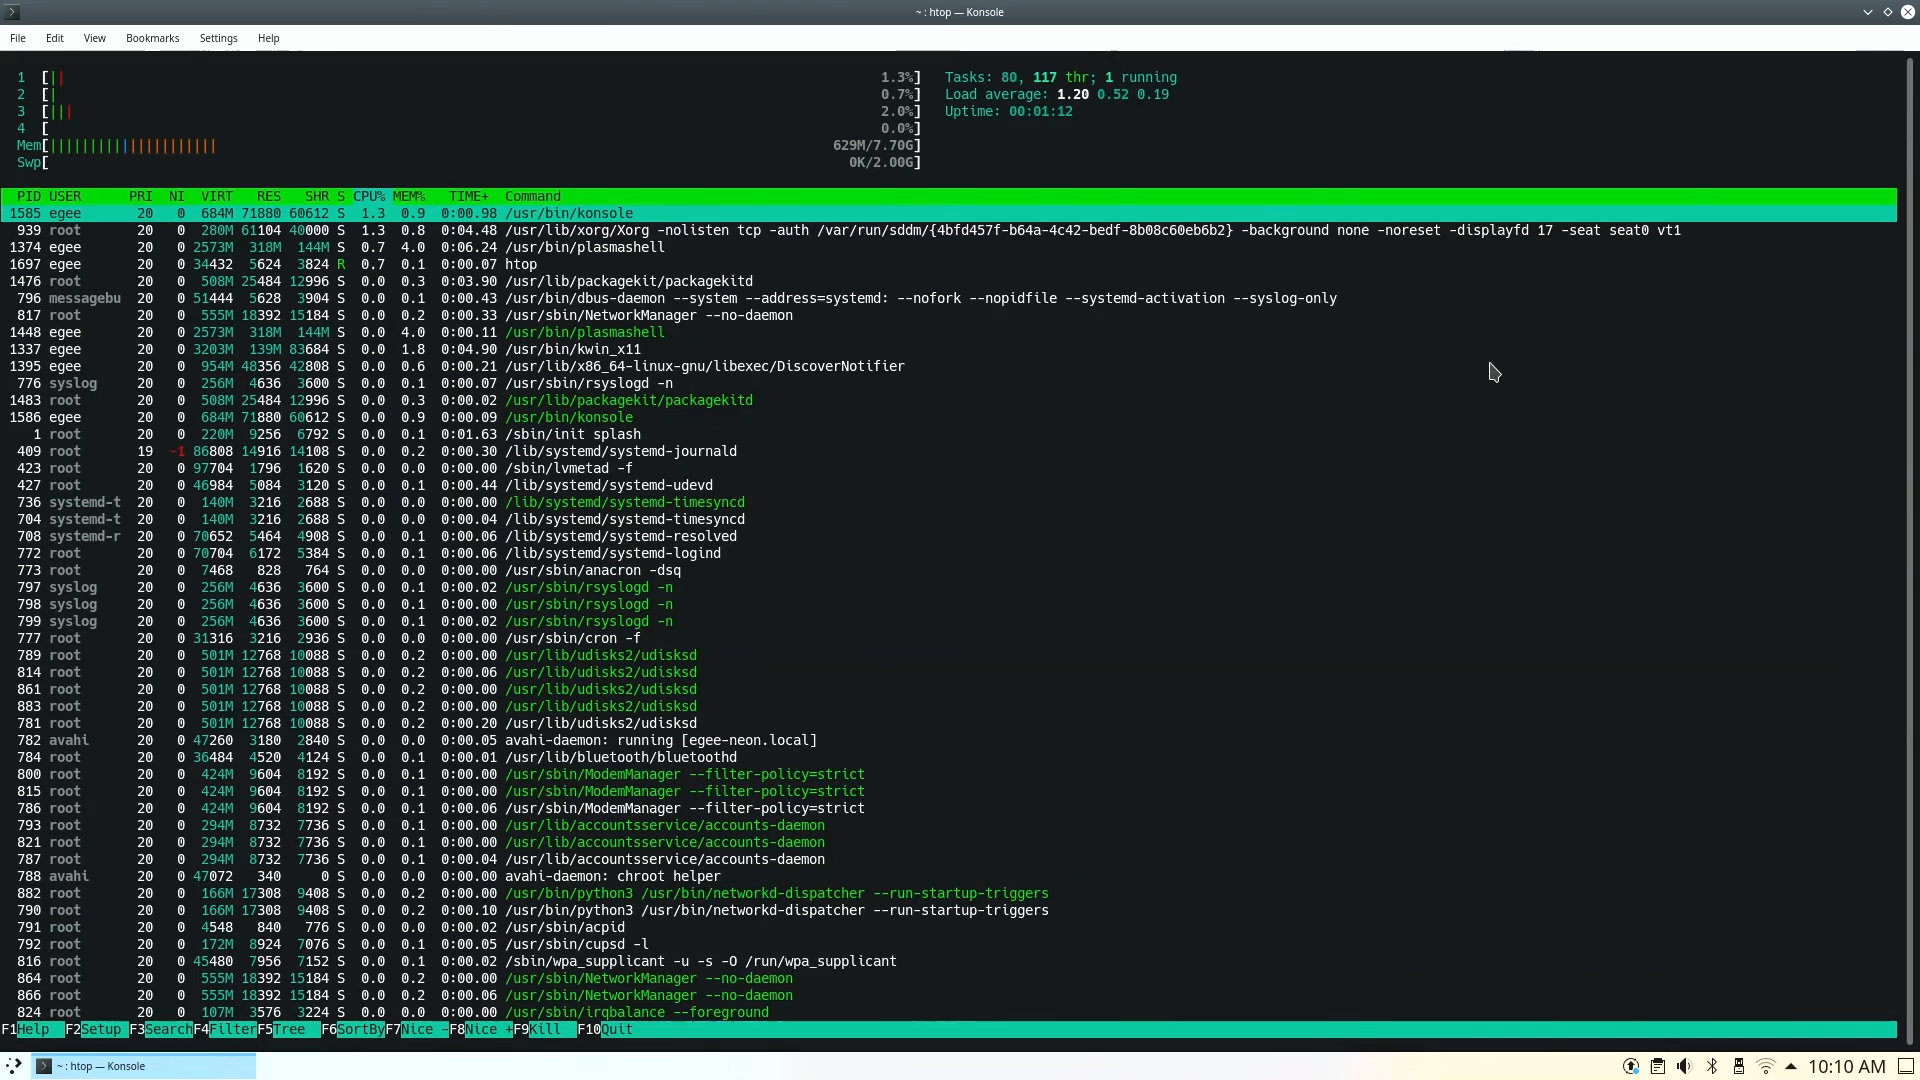 ~ : htop — Konsole
File Edit View Bookmarks Settings Help
1 [|| 1.3%] Tasks: 80, 117 thr; 1 running
2 [| 0.7%] Load average: 1.20 0.52 0.19
3 [||| 2.0%] Uptime: 00:01:12
4 [ 0.0%]
Mem[||||||||||||||||||||| 629M/7.70G]
Swp[ 0K/2.00G]
PID USER PRI NI VIRT RES SHR S CPU% MEM% TIME+ Command
1585 egee 20 0 684M 71880 60612 S 1.3 0.9 0:00.98 /usr/bin/konsole
939 root 20 0 280M 61104 40000 S 1.3 0.8 0:04.48 /usr/lib/xorg/Xorg -nolisten tcp -auth /var/run/sddm/{4bfd457f-b64a-4c42-bedf-8b08c60eb6b2} -background none -noreset -displayfd 17 -seat seat0 vt1
1374 egee 20 0 2573M 318M 144M S 0.7 4.0 0:06.24 /usr/bin/plasmashell
1697 egee 20 0 34432 5624 3824 R 0.7 0.1 0:00.07 htop
1476 root 20 0 508M 25484 12996 S 0.0 0.3 0:03.90 /usr/lib/packagekit/packagekitd
796 messagebu 20 0 51444 5628 3904 S 0.0 0.1 0:00.43 /usr/bin/dbus-daemon --system --address=systemd: --nofork --nopidfile --systemd-activation --syslog-only
817 root 20 0 555M 18392 15184 S 0.0 0.2 0:00.33 /usr/sbin/NetworkManager --no-daemon
1448 egee 20 0 2573M 318M 144M S 0.0 4.0 0:00.11 /usr/bin/plasmashell
1337 egee 20 0 3203M 139M 83684 S 0.0 1.8 0:04.90 /usr/bin/kwin_x11
1395 egee 20 0 954M 48356 42808 S 0.0 0.6 0:00.21 /usr/lib/x86_64-linux-gnu/libexec/DiscoverNotifier
776 syslog 20 0 256M 4636 3600 S 0.0 0.1 0:00.07 /usr/sbin/rsyslogd -n
1483 root 20 0 508M 25484 12996 S 0.0 0.3 0:00.02 /usr/lib/packagekit/packagekitd
1586 egee 20 0 684M 71880 60612 S 0.0 0.9 0:00.09 /usr/bin/konsole
1 root 20 0 220M 9256 6792 S 0.0 0.1 0:01.63 /sbin/init splash
409 root 19 -1 86808 14916 14108 S 0.0 0.2 0:00.30 /lib/systemd/systemd-journald
423 root 20 0 97704 1796 1620 S 0.0 0.0 0:00.00 /sbin/lvmetad -f
427 root 20 0 46984 5084 3120 S 0.0 0.1 0:00.44 /lib/systemd/systemd-udevd
736 systemd-t 20 0 140M 3216 2688 S 0.0 0.0 0:00.00 /lib/systemd/systemd-timesyncd
704 systemd-t 20 0 140M 3216 2688 S 0.0 0.0 0:00.04 /lib/systemd/systemd-timesyncd
708 systemd-r 20 0 70652 5464 4908 S 0.0 0.1 0:00.06 /lib/systemd/systemd-resolved
772 root 20 0 70704 6172 5384 S 0.0 0.1 0:00.06 /lib/systemd/systemd-logind
773 root 20 0 7468 828 764 S 0.0 0.0 0:00.00 /usr/sbin/anacron -dsq
797 syslog 20 0 256M 4636 3600 S 0.0 0.1 0:00.02 /usr/sbin/rsyslogd -n
798 syslog 20 0 256M 4636 3600 S 0.0 0.1 0:00.00 /usr/sbin/rsyslogd -n
799 syslog 20 0 256M 4636 3600 S 0.0 0.1 0:00.02 /usr/sbin/rsyslogd -n
777 root 20 0 31316 3216 2936 S 0.0 0.0 0:00.00 /usr/sbin/cron -f
789 root 20 0 501M 12768 10088 S 0.0 0.2 0:00.00 /usr/lib/udisks2/udisksd
814 root 20 0 501M 12768 10088 S 0.0 0.2 0:00.06 /usr/lib/udisks2/udisksd
861 root 20 0 501M 12768 10088 S 0.0 0.2 0:00.00 /usr/lib/udisks2/udisksd
883 root 20 0 501M 12768 10088 S 0.0 0.2 0:00.00 /usr/lib/udisks2/udisksd
781 root 20 0 501M 12768 10088 S 0.0 0.2 0:00.20 /usr/lib/udisks2/udisksd
782 avahi 20 0 47260 3180 2840 S 0.0 0.0 0:00.05 avahi-daemon: running [egee-neon.local]
784 root 20 0 36484 4520 4124 S 0.0 0.1 0:00.01 /usr/lib/bluetooth/bluetoothd
800 root 20 0 424M 9604 8192 S 0.0 0.1 0:00.00 /usr/sbin/ModemManager --filter-policy=strict
815 root 20 0 424M 9604 8192 S 0.0 0.1 0:00.00 /usr/sbin/ModemManager --filter-policy=strict
786 root 20 0 424M 9604 8192 S 0.0 0.1 0:00.06 /usr/sbin/ModemManager --filter-policy=strict
793 root 20 0 294M 8732 7736 S 0.0 0.1 0:00.00 /usr/lib/accountsservice/accounts-daemon
821 root 20 0 294M 8732 7736 S 0.0 0.1 0:00.00 /usr/lib/accountsservice/accounts-daemon
787 root 20 0 294M 8732 7736 S 0.0 0.1 0:00.04 /usr/lib/accountsservice/accounts-daemon
788 avahi 20 0 47072 340 0 S 0.0 0.0 0:00.00 avahi-daemon: chroot helper
882 root 20 0 166M 17308 9408 S 0.0 0.2 0:00.00 /usr/bin/python3 /usr/bin/networkd-dispatcher --run-startup-triggers
790 root 20 0 166M 17308 9408 S 0.0 0.2 0:00.10 /usr/bin/python3 /usr/bin/networkd-dispatcher --run-startup-triggers
791 root 20 0 4548 840 776 S 0.0 0.0 0:00.02 /usr/sbin/acpid
792 root 20 0 172M 8924 7076 S 0.0 0.1 0:00.05 /usr/sbin/cupsd -l
816 root 20 0 45480 7956 7152 S 0.0 0.1 0:00.02 /sbin/wpa_supplicant -u -s -O /run/wpa_supplicant
864 root 20 0 555M 18392 15184 S 0.0 0.2 0:00.00 /usr/sbin/NetworkManager --no-daemon
866 root 20 0 555M 18392 15184 S 0.0 0.2 0:00.06 /usr/sbin/NetworkManager --no-daemon
824 root 20 0 107M 3576 3224 S 0.0 0.0 0:00.00 /usr/sbin/irqbalance --foreground
F1Help F2Setup F3SearchF4FilterF5Tree F6SortByF7Nice -F8Nice +F9Kill F10Quit
~ : htop — Konsole 10:10 AM